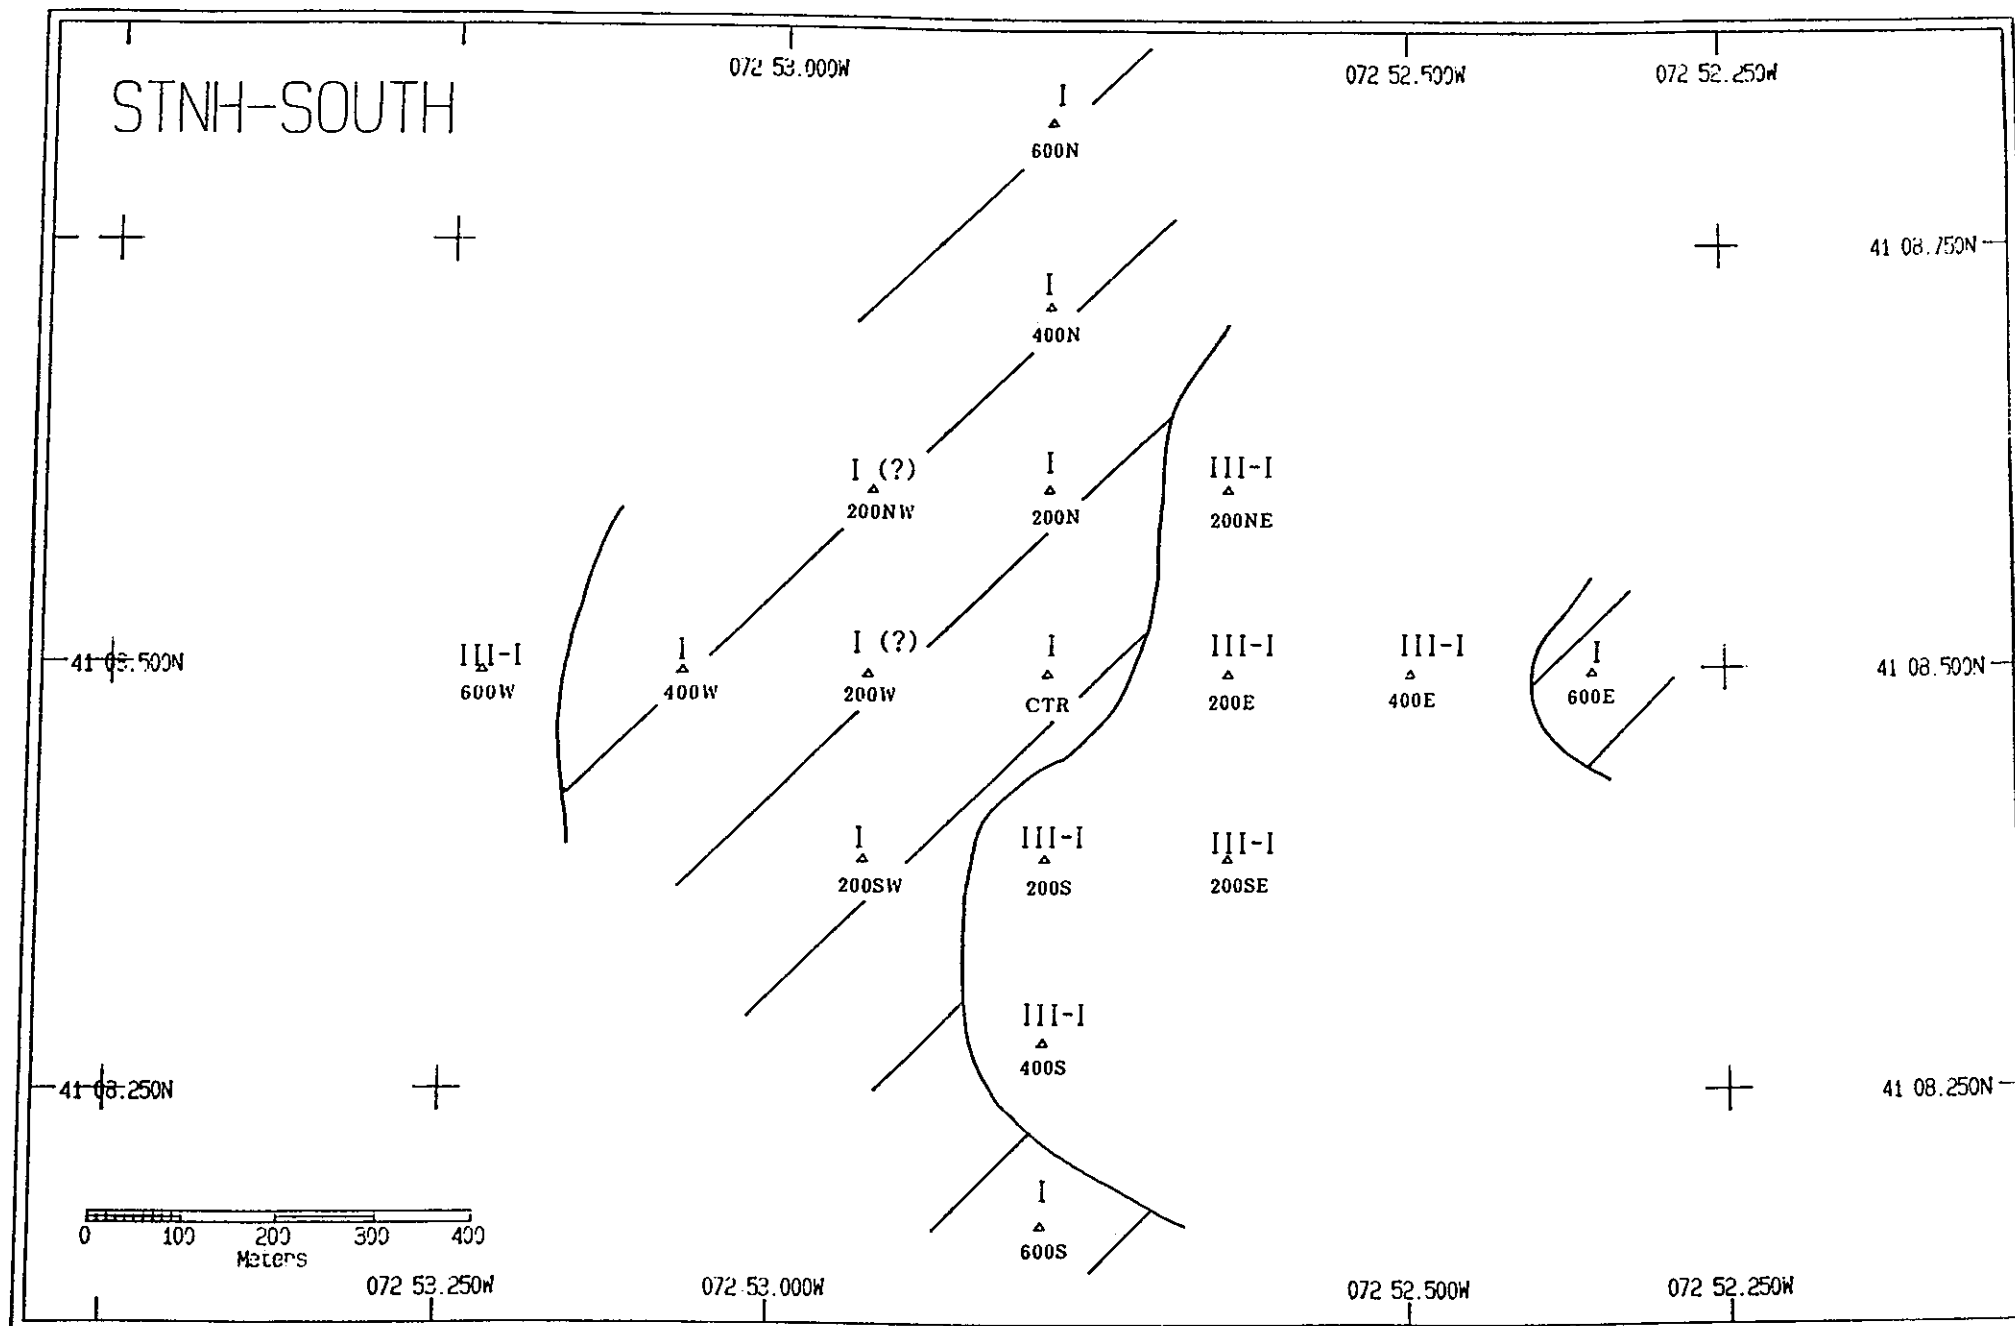 072 53.000W 072 52.500W 072 52.250W
STNH-SOUTH
I
600N
41 08.750N
I
400N
I (?) I III-I
200NW 200N 200NE
III-I I I (?) I III-I III-I I
41 08.500N 600W 400W 200W CTR 200E 400E 600E 41 08.500N
I III-I III-I
200SW 200S 200SE
III-I
400S
41 08.250N 41 08.250N
I
600S
0 100 200 300 400
Meters
072 53.250W 072 53.000W 072 52.500W 072 52.250W